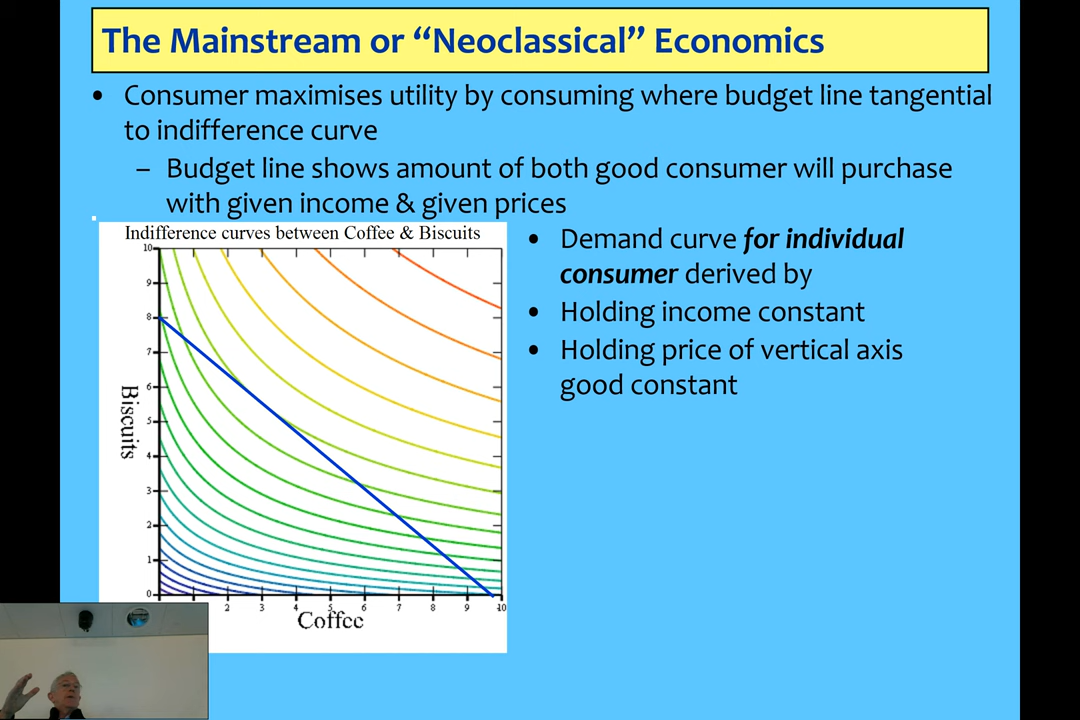 The Mainstream or “Neoclassical” Economics
• Consumer maximises utility by consuming where budget line tangential
to indifference curve
– Budget line shows amount of both good consumer will purchase
with given income & given prices
Indifference curves between Coffee & Biscuits
10
9
8
7
6
5
4
3
2
1
0
Biscuits
2 3 4 5 6 7 8 9 10
Coffee
• Demand curve for individual
consumer derived by
• Holding income constant
• Holding price of vertical axis
good constant